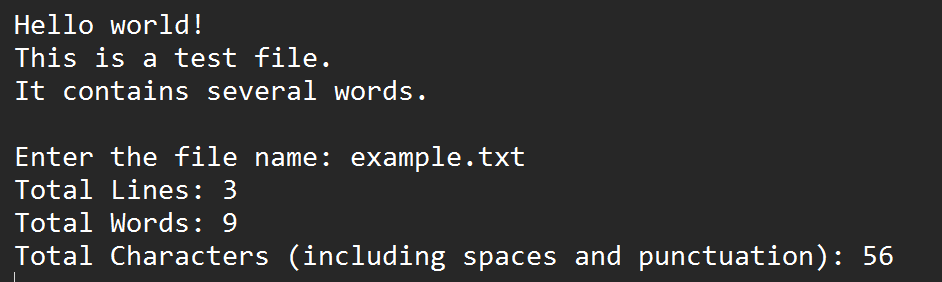 Hello world!
This is a test file.
It contains several words.
Enter the file name: example.txt
Total Lines: 3
Total Words: 9
Total Characters (including spaces and punctuation): 56